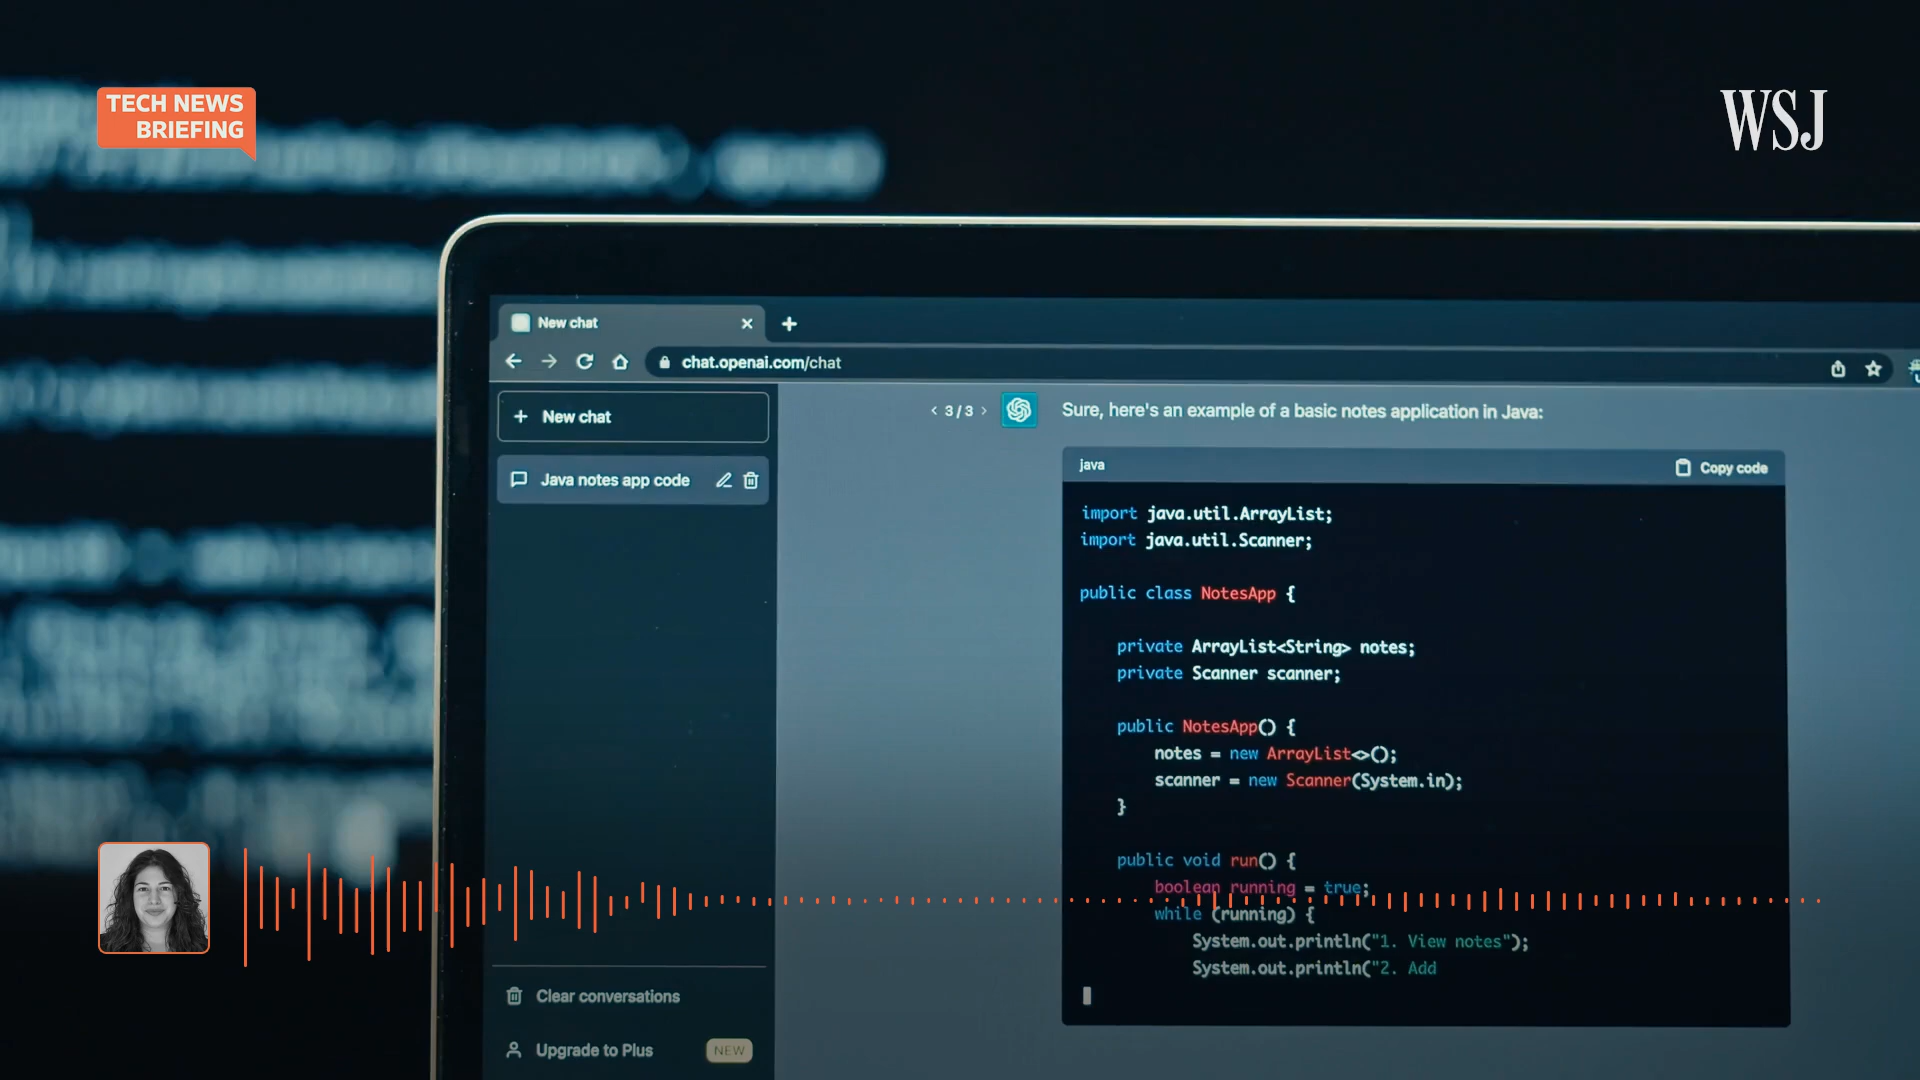 TECH NEWS
BRIEFING
WSJ
New chat
chat.openai.com/chat
New chat
Java notes app code
Clear conversations
Upgrade to Plus NEW
3/3
Sure, here's an example of a basic notes application in Java:
java Copy code
import java.util.ArrayList;
import java.util.Scanner;
public class NotesApp {
private ArrayList<String> notes;
private Scanner scanner;
public NotesApp() {
notes = new ArrayList<>();
scanner = new Scanner(System.in);
}
public void run() {
boolean running = true;
while (running) {
System.out.println("1. View notes");
System.out.println("2. Add